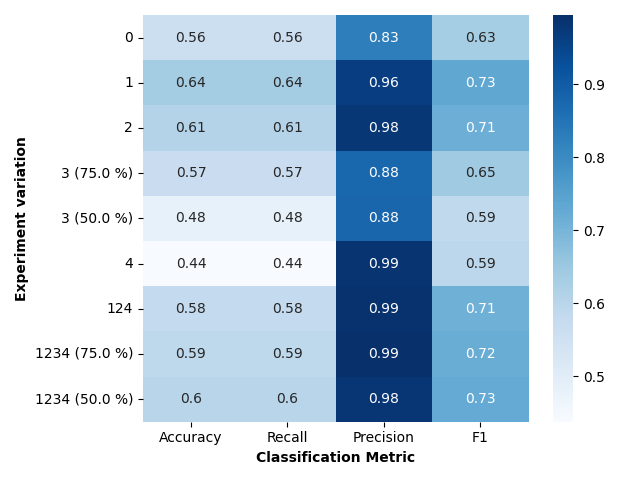 0 0.56 0.56 0.83 0.63
1 0.64 0.64 0.96 0.73
2 0.61 0.61 0.98 0.71
3 (75.0 %) 0.57 0.57 0.88 0.65
3 (50.0 %) 0.48 0.48 0.88 0.59
4 0.44 0.44 0.99 0.59
124 0.58 0.58 0.99 0.71
1234 (75.0 %) 0.59 0.59 0.99 0.72
1234 (50.0 %) 0.6 0.6 0.98 0.73
Accuracy Recall Precision F1
Classification Metric
Experiment variation
0.9
0.8
0.7
0.6
0.5